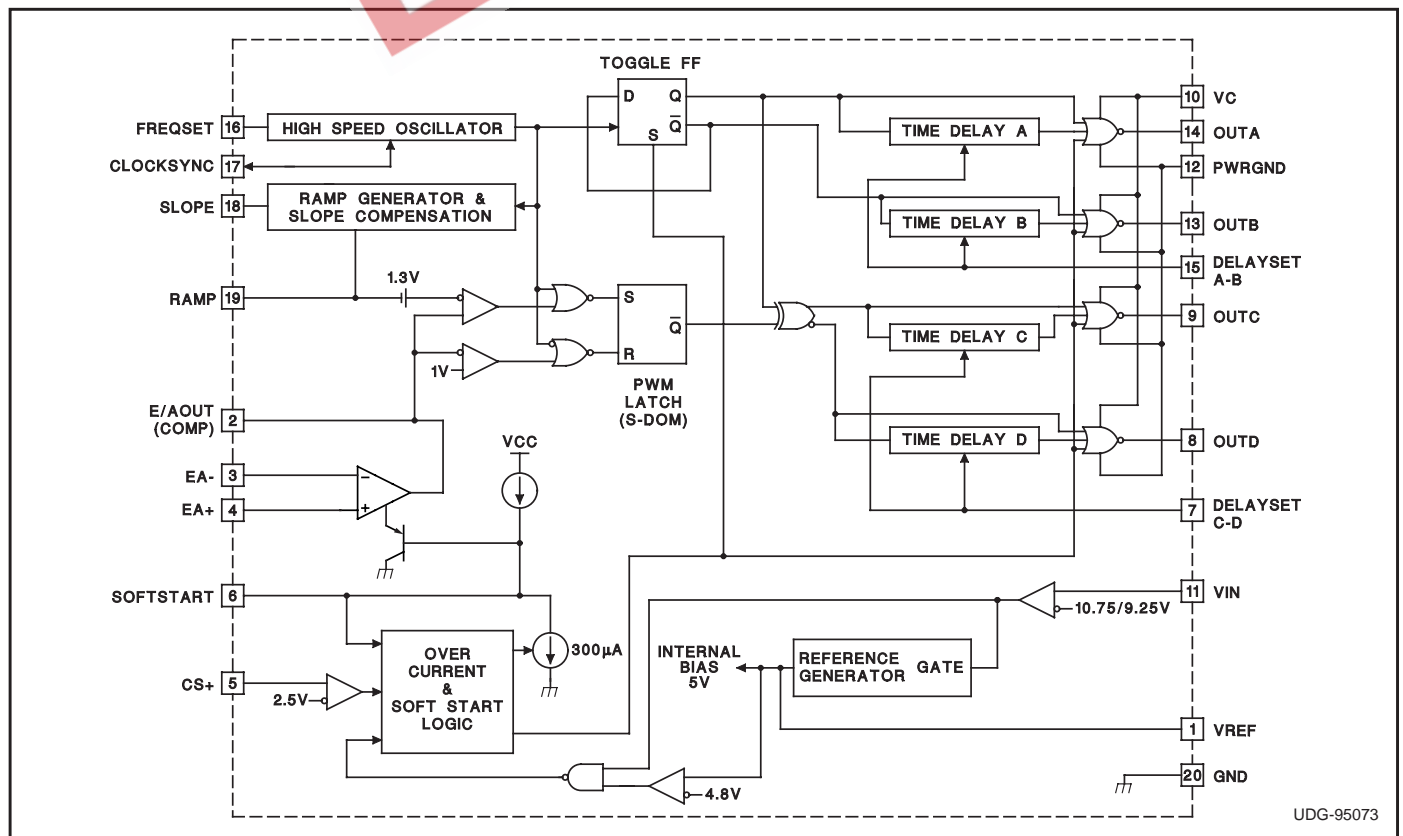 TOGGLE FF
D Q
Q
S
FREQSET 16
HIGH SPEED OSCILLATOR
CLOCKSYNC 17
SLOPE 18
RAMP GENERATOR &
SLOPE COMPENSATION
RAMP 19
1.3V
1V
S
Q
R
PWM
LATCH
(S-DOM)
E/AOUT
(COMP)
2
EA- 3
EA+ 4
−
+
VCC
SOFTSTART 6
CS+ 5
2.5V
OVER
CURRENT
&
SOFT START
LOGIC
300µA
INTERNAL
BIAS
5V
REFERENCE
GENERATOR
GATE
4.8V
10.75/9.25V
TIME DELAY A
TIME DELAY B
TIME DELAY C
TIME DELAY D
10 VC
14 OUTA
12 PWRGND
13 OUTB
15 DELAYSET
A-B
9 OUTC
8 OUTD
7 DELAYSET
C-D
11 VIN
1 VREF
20 GND
UDG-95073